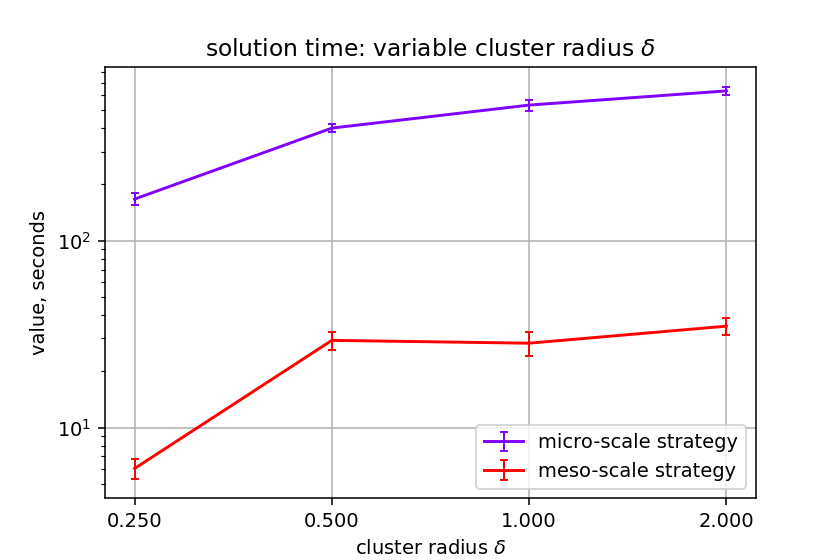 solution time: variable cluster radius δ
value, seconds
10²
10¹
0.250 0.500 1.000 2.000
cluster radius δ
micro-scale strategy
meso-scale strategy